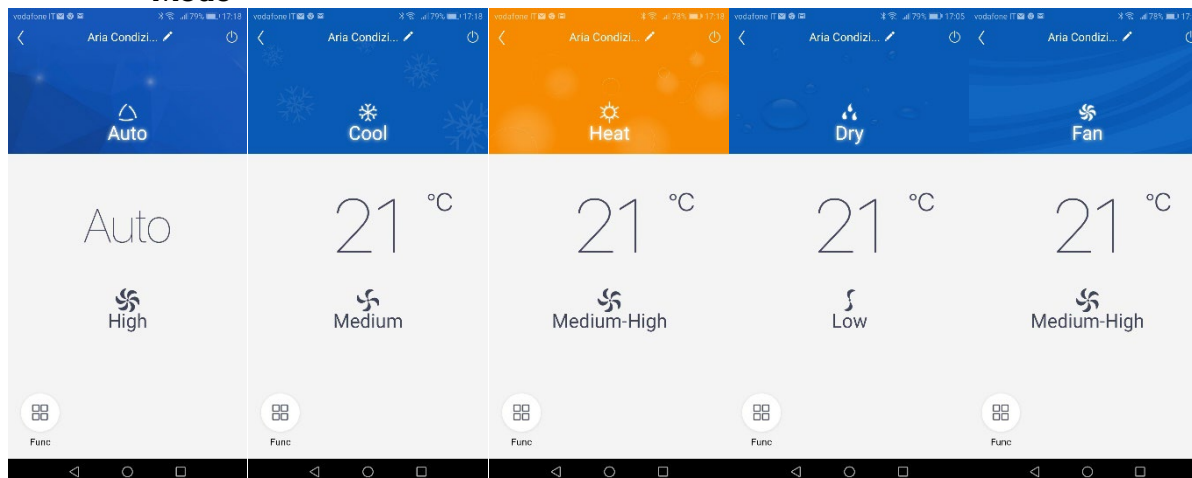 vodafone IT 79% 17:18
Aria Condizi...
Auto
Auto
High
Func
vodafone IT 79% 17:18
Aria Condizi...
Cool
21 °C
Medium
Func
vodafone IT 79% 17:18
Aria Condizi...
Heat
21 °C
Medium-High
Func
vodafone IT 79% 17:05
Aria Condizi...
Dry
21 °C
Low
Func
vodafone IT 78% 17:
Aria Condizi...
Fan
21 °C
Medium-High
Func